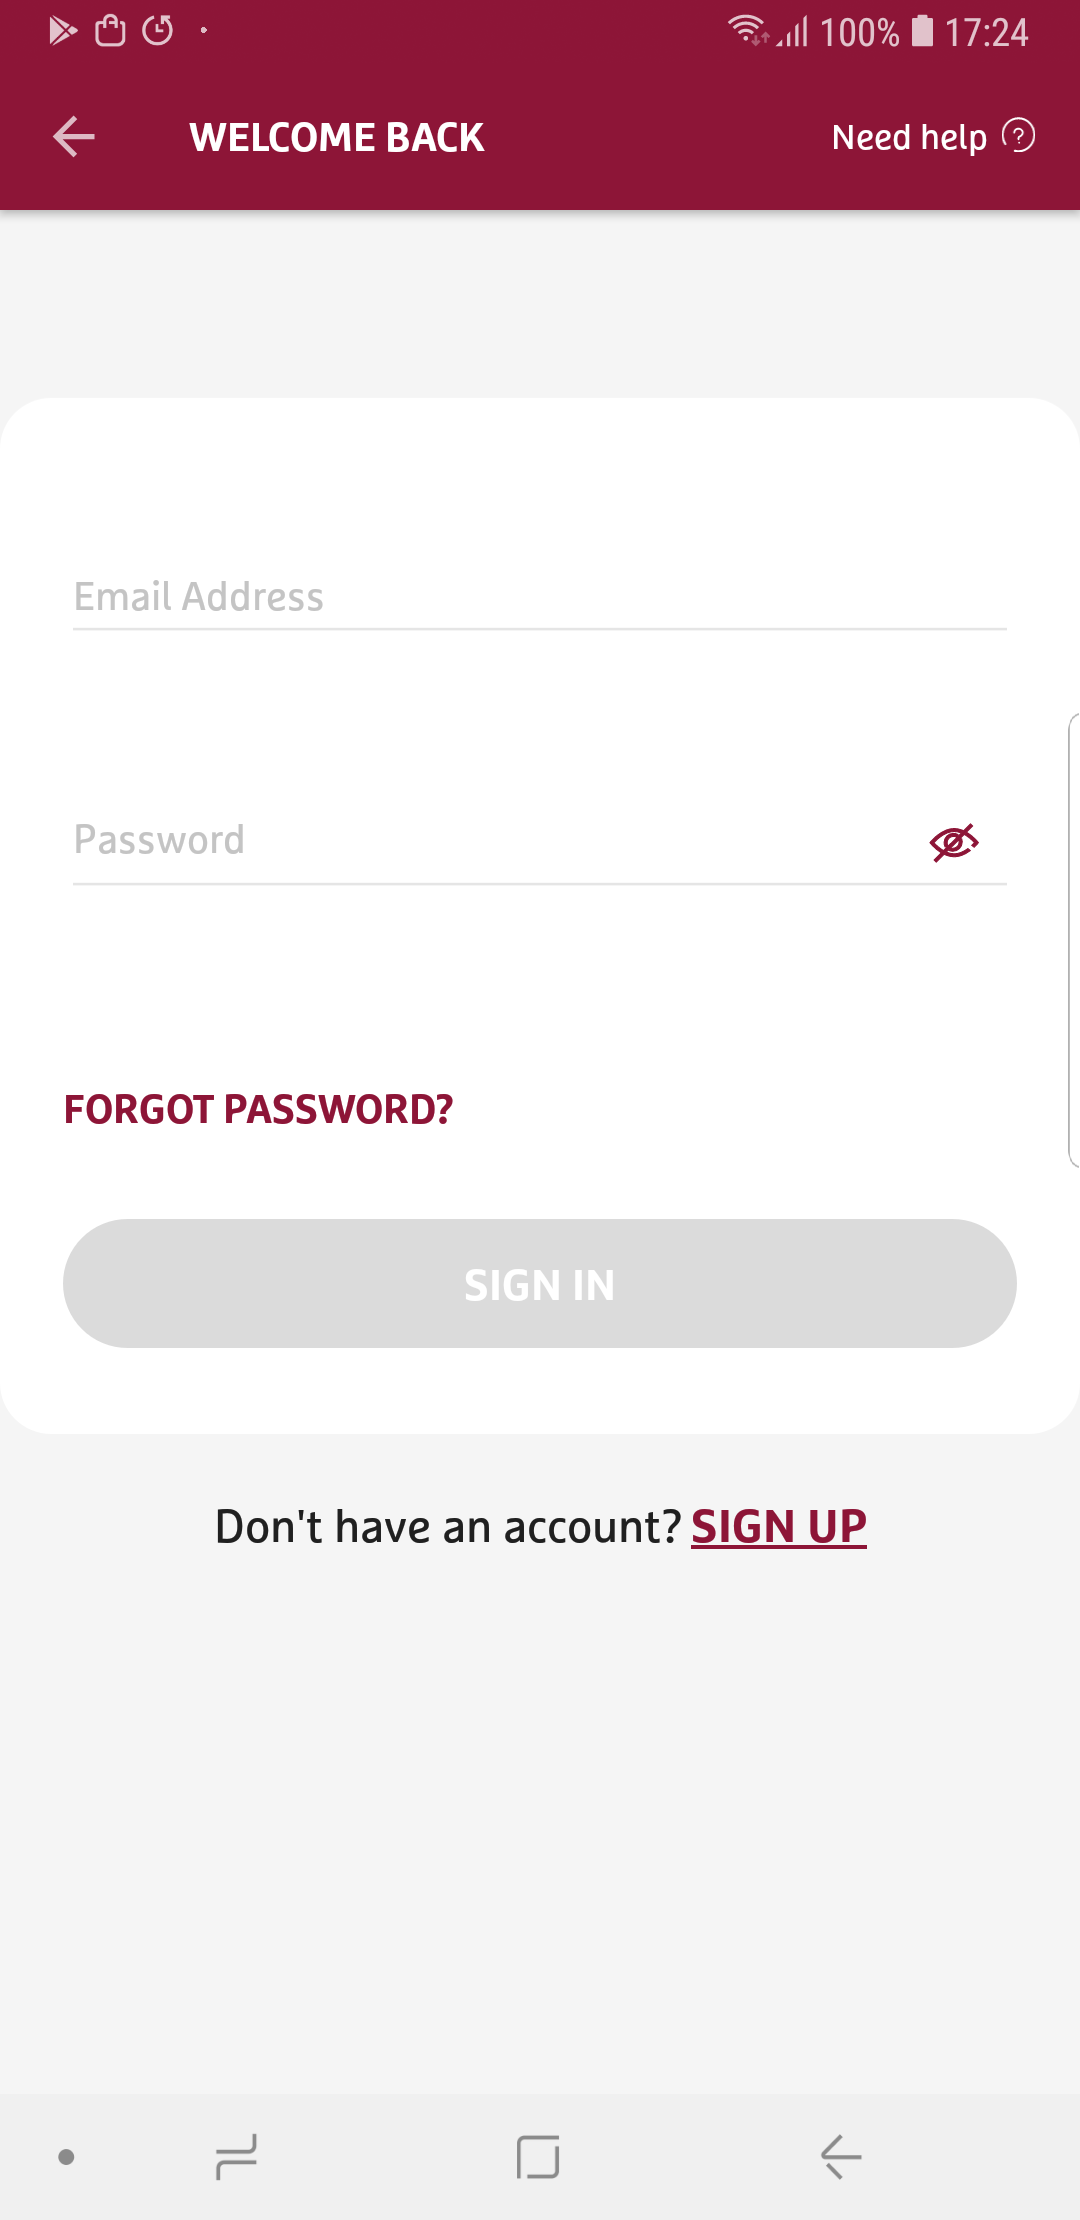 100% 17:24
WELCOME BACK Need help ?
Email Address
Password
FORGOT PASSWORD?
SIGN IN
Don't have an account? SIGN UP